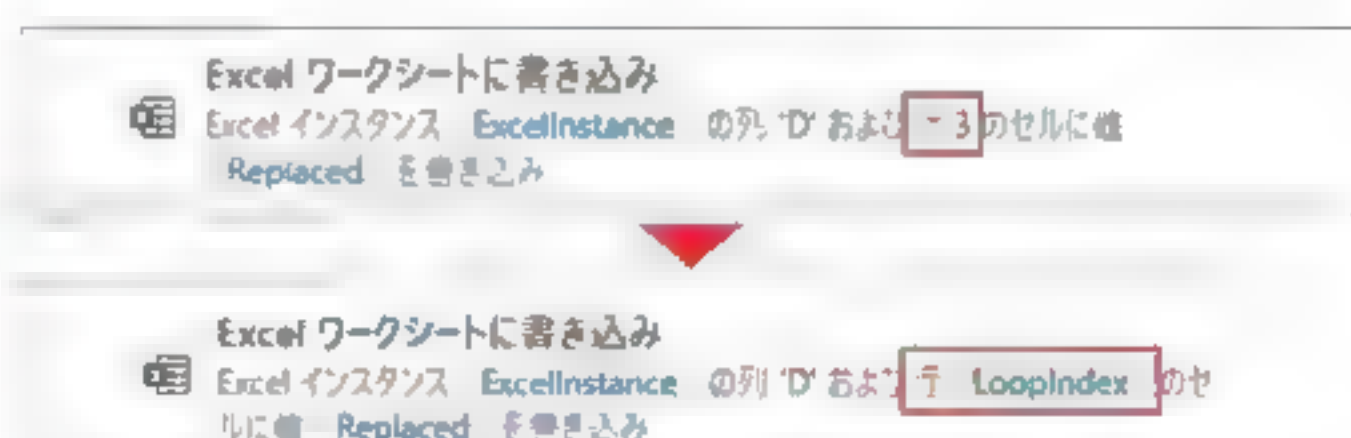 Excel ワークシートに書き込み
Excel インスタンス ExcelInstance の列 'D' および行 3 のセルに値
Replaced を書き込み
Excel ワークシートに書き込み
Excel インスタンス ExcelInstance の列 'D' および行 LoopIndex のセ
ルに値 Replaced を書き込み